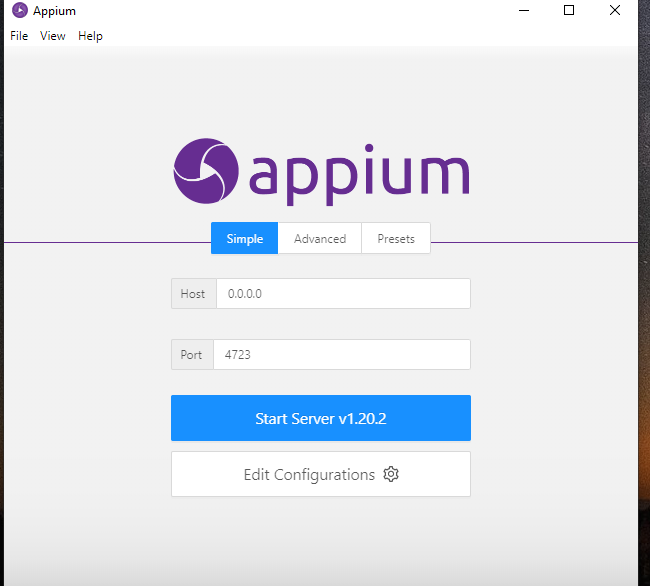 Appium
File View Help
appium
Simple Advanced Presets
Host 0.0.0.0
Port 4723
Start Server v1.20.2
Edit Configurations